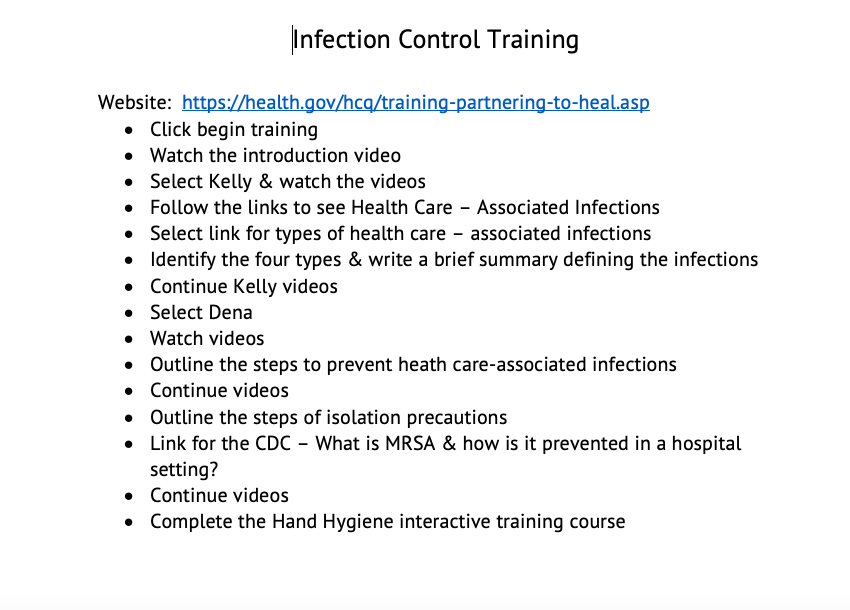 Infection Control Training
Website: https://health.gov/hcq/training-partnering-to-heal.asp
• Click begin training
• Watch the introduction video
• Select Kelly & watch the videos
• Follow the links to see Health Care – Associated Infections
• Select link for types of health care – associated infections
• Identify the four types & write a brief summary defining the infections
• Continue Kelly videos
• Select Dena
• Watch videos
• Outline the steps to prevent heath care-associated infections
• Continue videos
• Outline the steps of isolation precautions
• Link for the CDC – What is MRSA & how is it prevented in a hospital
setting?
• Continue videos
• Complete the Hand Hygiene interactive training course